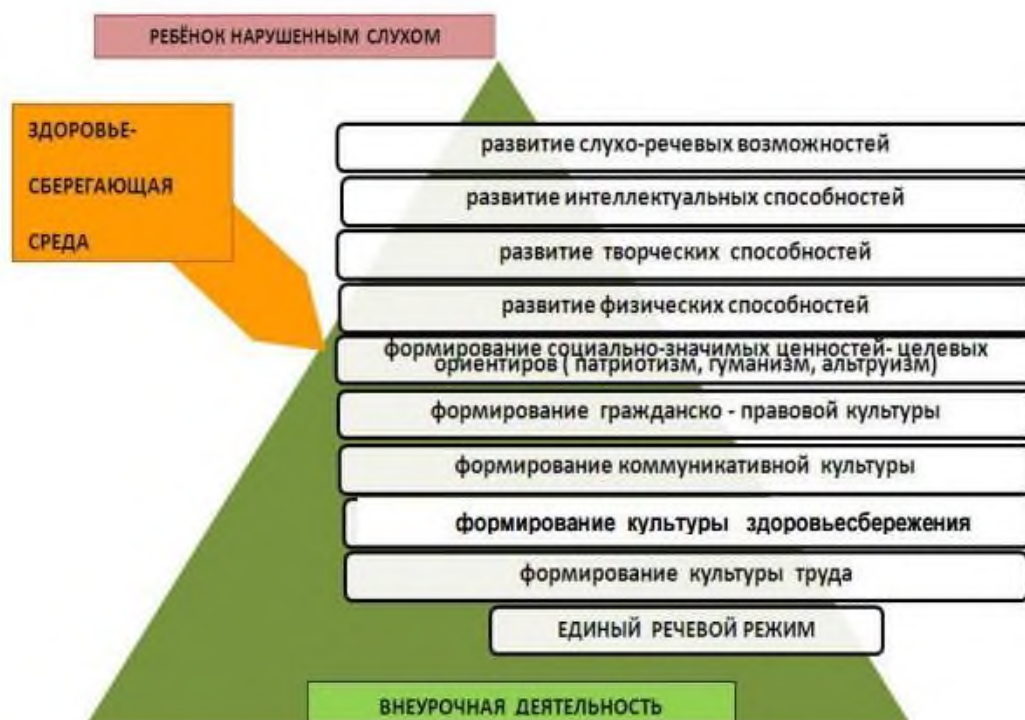 РЕБЁНОК НАРУШЕННЫМ СЛУХОМ
ЗДОРОВЬЕ-
СБЕРЕГАЮЩАЯ
СРЕДА
развитие слухо-речевых возможностей
развитие интеллектуальных способностей
развитие творческих способностей
развитие физических способностей
формирование социально-значимых ценностей- целевых
ориентиров ( патриотизм, гуманизм, альтруизм)
формирование гражданско - правовой культуры
формирование коммуникативной культуры
формирование культуры здоровьесбережения
формирование культуры труда
ЕДИНЫЙ РЕЧЕВОЙ РЕЖИМ
ВНЕУРОЧНАЯ ДЕЯТЕЛЬНОСТЬ